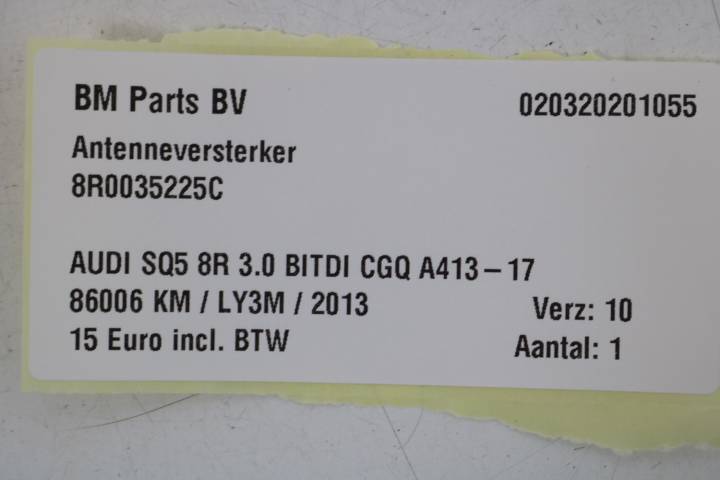 BM Parts BV 020320201055
Antenneversterker
8R0035225C
AUDI SQ5 8R 3.0 BITDI CGQ A413-17
86006 KM / LY3M / 2013 Verz: 10
15 Euro incl. BTW Aantal: 1